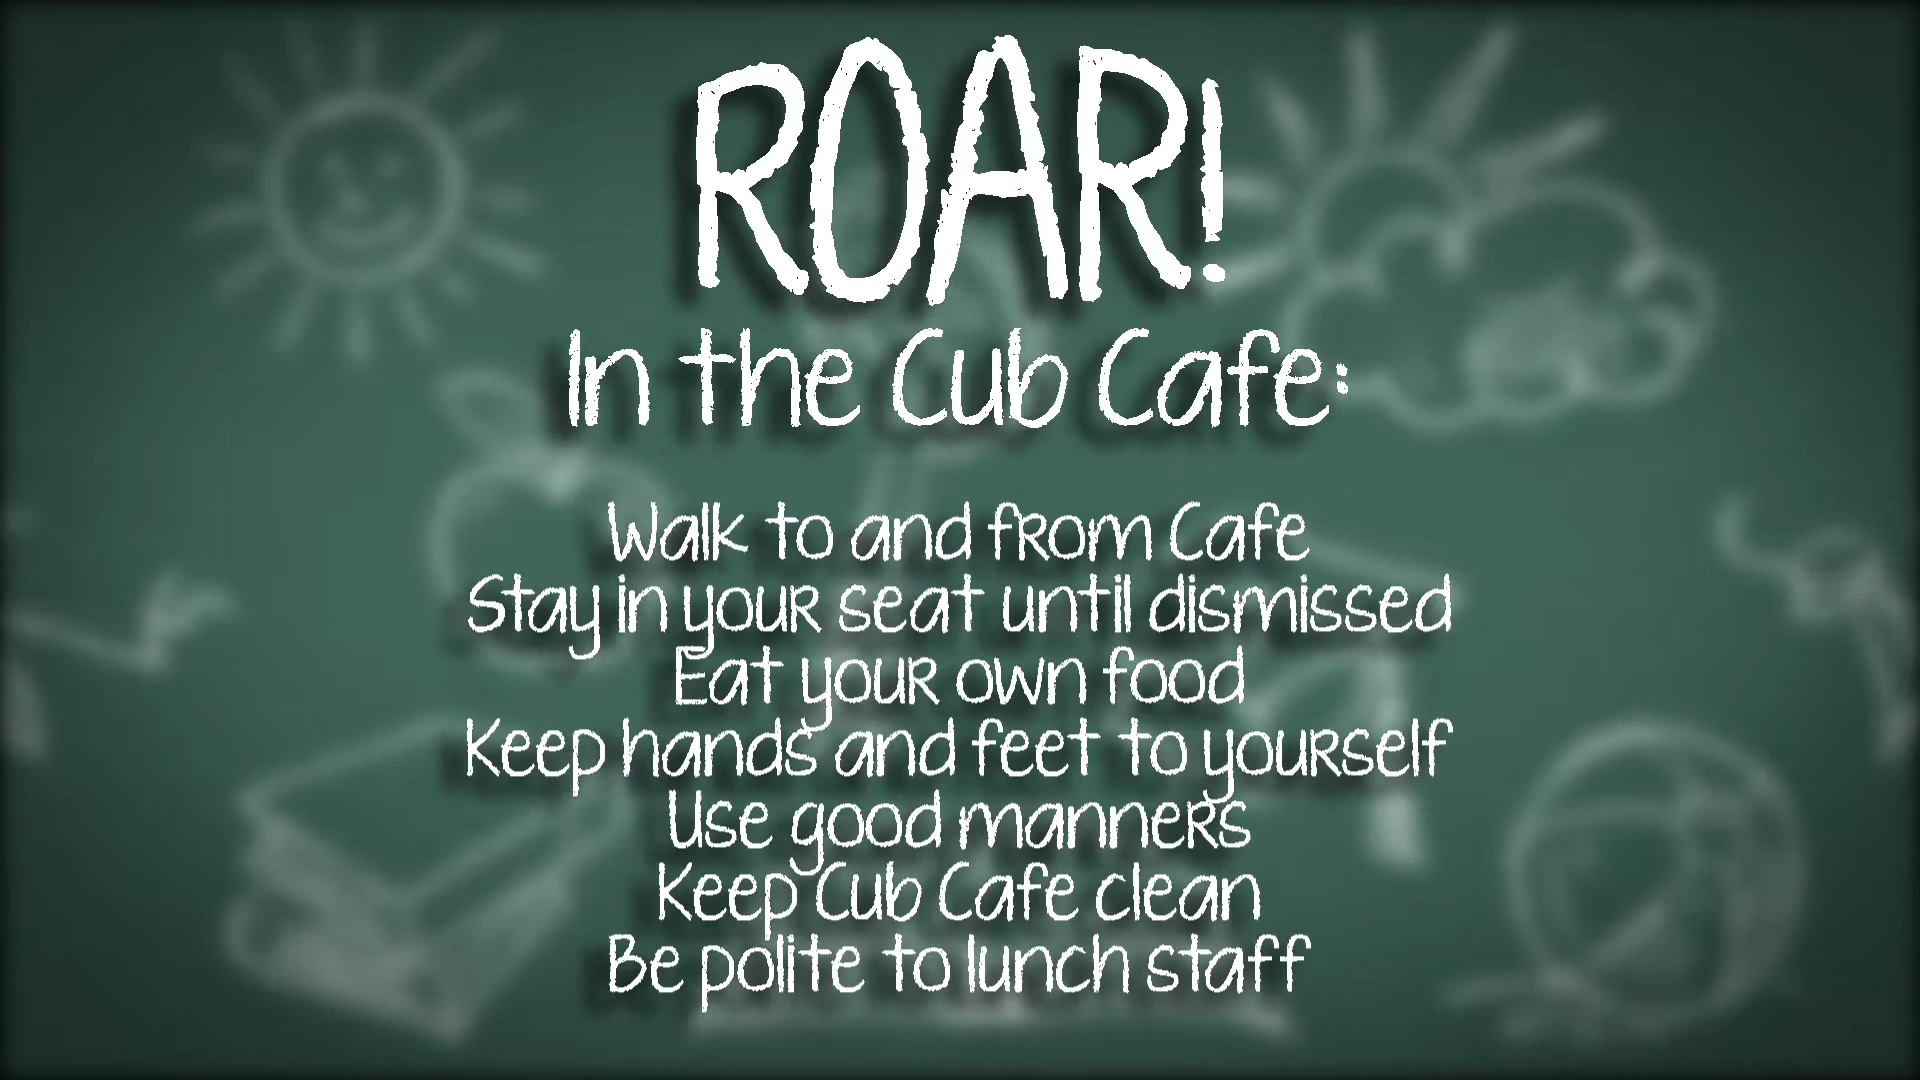 ROAR!
In the Cub Cafe:
Walk to and from Cafe
Stay in your seat until dismissed
Eat your own food
Keep hands and feet to yourself
Use good manners
Keep Cub Cafe clean
Be polite to lunch staff